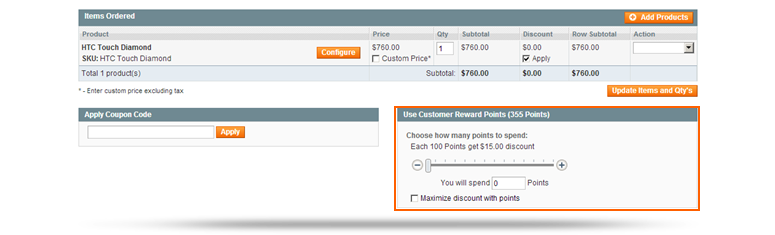 Items Ordered
Add Products
Product Price Qty Subtotal Discount Row Subtotal Action
HTC Touch Diamond
SKU: HTC Touch Diamond
Configure
$760.00 1 $760.00 $0.00 $760.00
Custom Price* Apply
Total 1 product(s) Subtotal: $760.00 $0.00 $760.00
* - Enter custom price excluding tax
Update Items and Qty's
Apply Coupon Code
Apply
Use Customer Reward Points (355 Points)
Choose how many points to spend:
Each 100 Points get $15.00 discount
You will spend 0 Points
Maximize discount with points